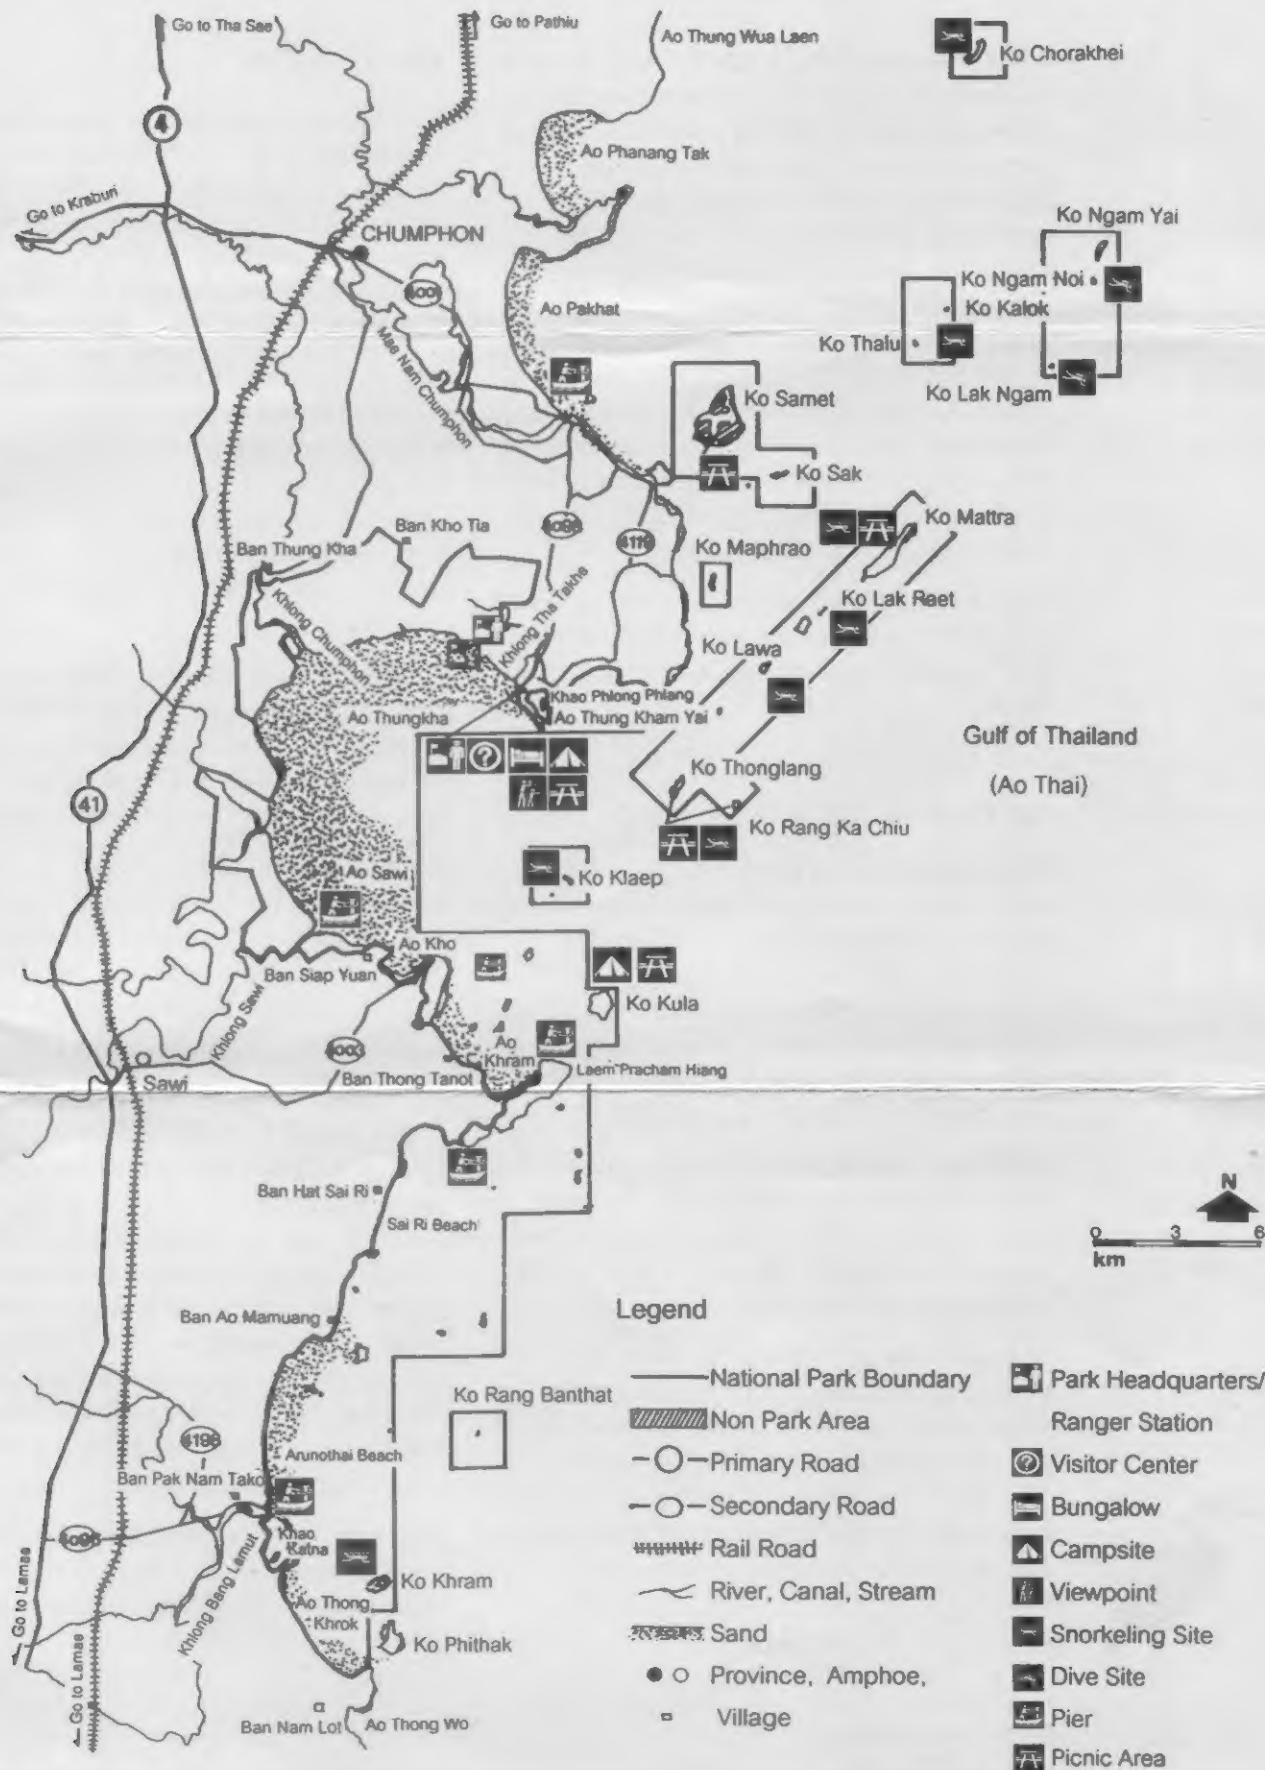 Go to Tha Sae
Go to Pathiu
Ao Thung Wua Laen
Ko Chorakhei
4
Ao Phanang Tak
Go to Kraburi
CHUMPHON
Ko Ngam Yai
Ko Ngam Noi
Ko Kalok
4001
Ao Pakhat
Ko Thalu
Mae Nam Chumphon
Ko Lak Ngam
Ko Samet
Ko Sak
Ko Mattra
Ban Kho Tia
4098
4119
Ban Thung Kha
Ko Maphrao
Khlong Chumphon
Khlong Tha Takhe
Ko Lak Raet
Ko Lawa
Khao Phlong Phlang
Ao Thungkha
Ao Thung Kham Yai
Gulf of Thailand
(Ao Thai)
Ko Thonglang
41
Ko Rang Ka Chiu
Ao Sawi
Ko Klaep
Ao Kho
Ban Siap Yuan
Khlong Sawi
Ko Kula
4003
Ao
Khram
Laem Pracham Hiang
Sawi
Ban Thong Tanot
Ban Hat Sai Ri
Sai Ri Beach
N
0 3 6
km
Ban Ao Mamuang
Legend
National Park Boundary
Park Headquarters/
Ranger Station
Non Park Area
Primary Road
Visitor Center
Secondary Road
Bungalow
Rail Road
Campsite
River, Canal, Stream
Viewpoint
Sand
Snorkeling Site
Province, Amphoe,
Dive Site
Village
Pier
Picnic Area
Ko Rang Banthat
4198
Arunothai Beach
Ban Pak Nam Tako
Khao
Katna
Khlong Bang Lamut
Go to Lamae
Ko Khram
Ao Thong
Khrok
Ko Phithak
Go to Lamae
Ban Nam Lot
Ao Thong Wo